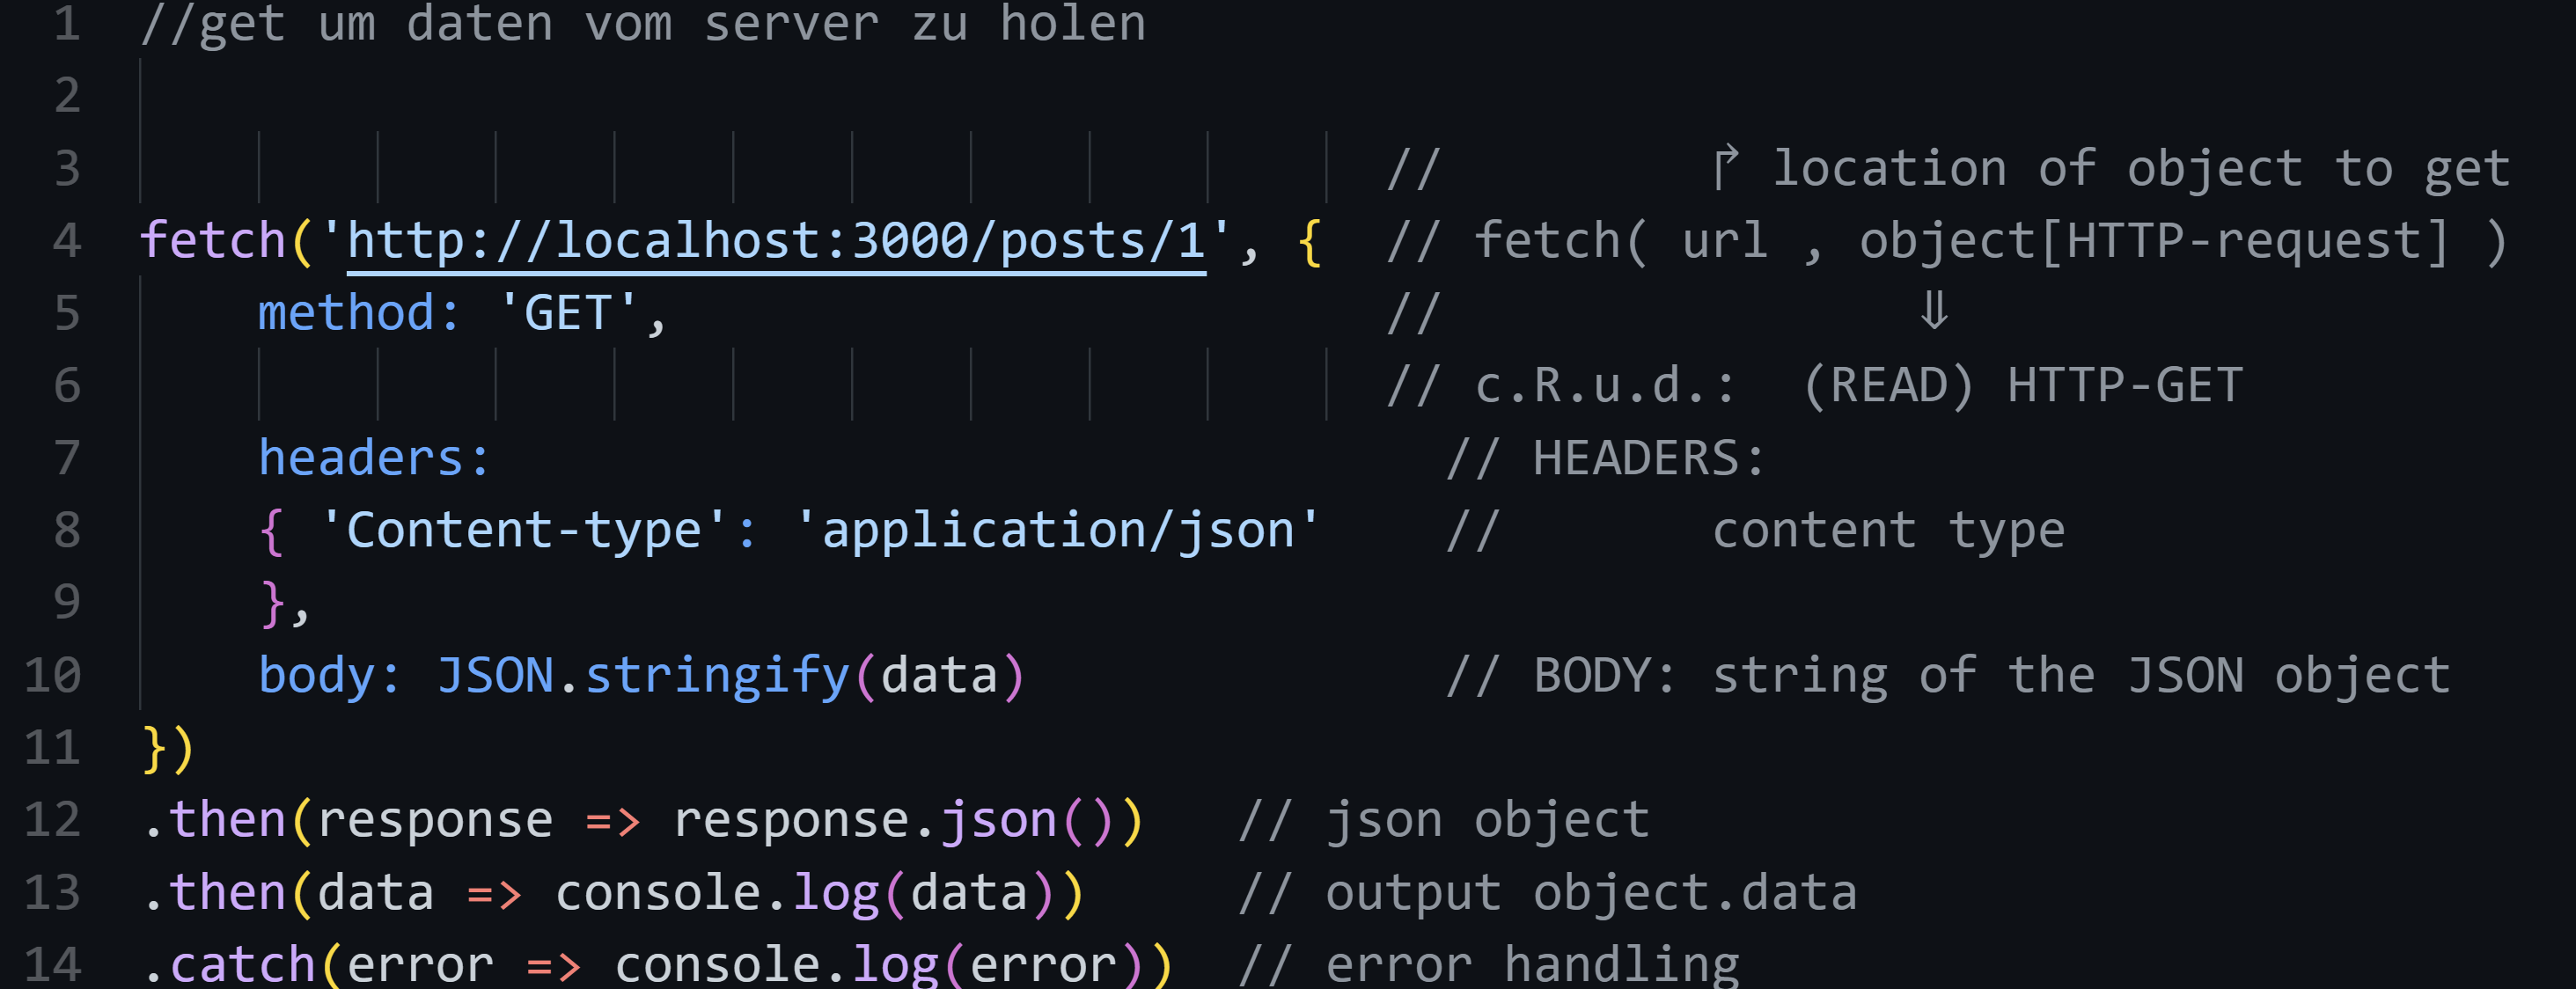 1 //get um daten vom server zu holen
2
3 // ↱ location of object to get
4 fetch('http://localhost:3000/posts/1', { // fetch( url , object[HTTP-request] )
5 method: 'GET', // ⇓
6 // c.R.u.d.: (READ) HTTP-GET
7 headers: // HEADERS:
8 { 'Content-type': 'application/json' // content type
9 },
10 body: JSON.stringify(data) // BODY: string of the JSON object
11 })
12 .then(response => response.json()) // json object
13 .then(data => console.log(data)) // output object.data
14 .catch(error => console.log(error)) // error handling